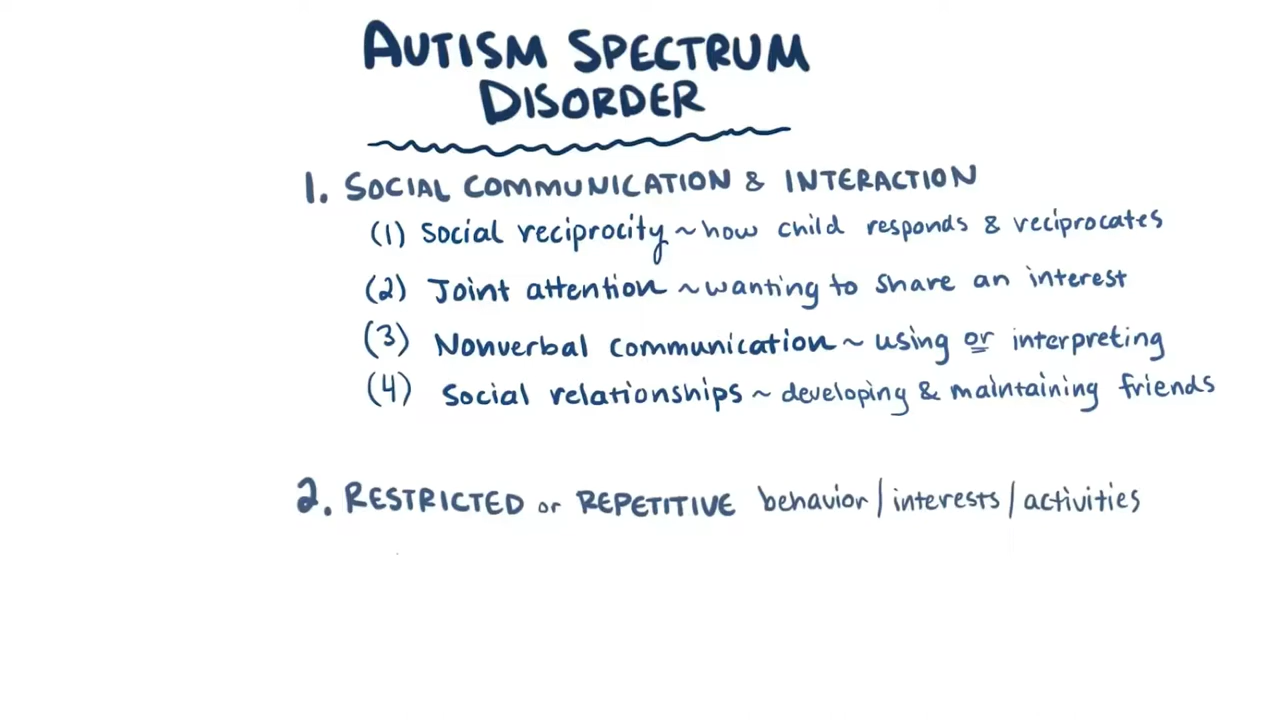 AUTISM SPECTRUM
DISORDER
1. SOCIAL COMMUNICATION & INTERACTION
(1) Social reciprocity ~ how child responds & reciprocates
(2) Joint attention ~ wanting to share an interest
(3) Nonverbal communication ~ using or interpreting
(4) Social relationships ~ developing & maintaining friends
2. RESTRICTED or REPETITIVE behavior / interests / activities